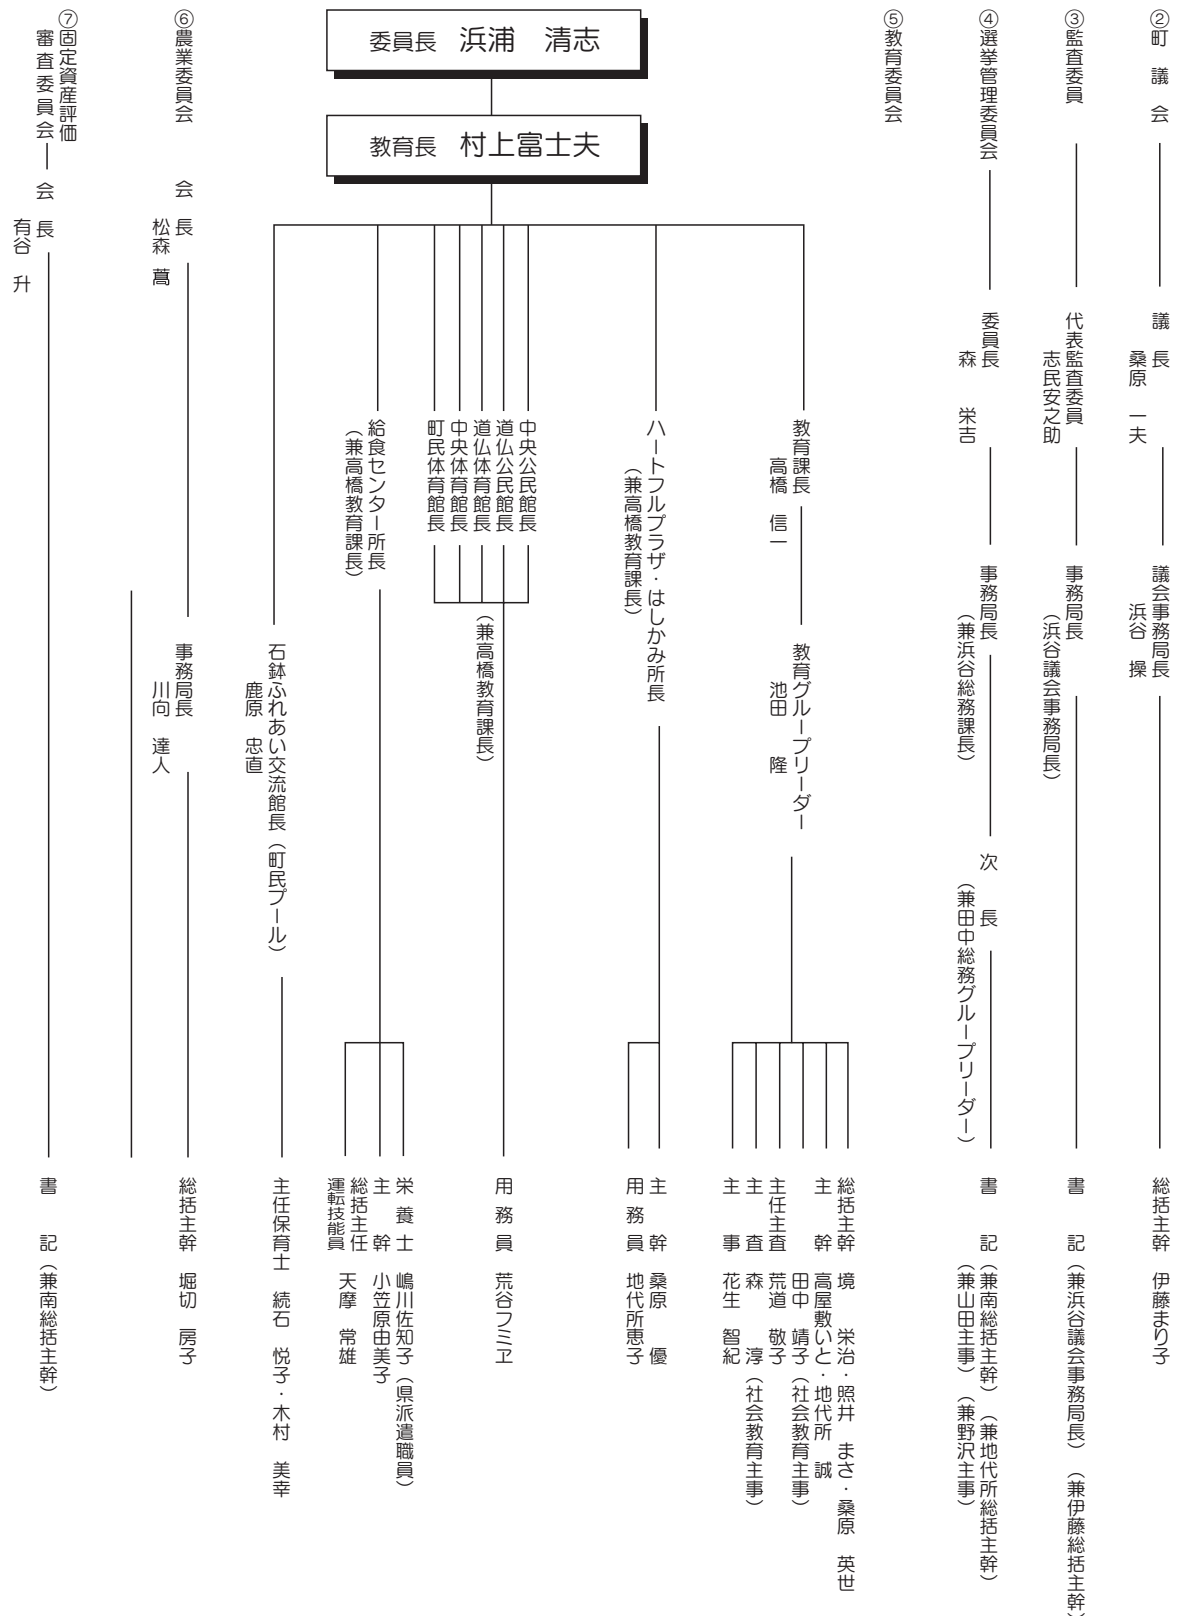 ②町 議 会
議 長
桑原 一夫
議会事務局長
浜谷 操
総括主幹 伊藤まり子
③監査委員
代表監査委員
志民安之助
事務局長
(浜谷議会事務局長)
書 記(兼浜谷議会事務局長)(兼伊藤総括主幹)
④選挙管理委員会
委員長
森 栄吉
事務局長
(兼浜谷総務課長)
次 長
(兼田中総務グループリーダー)
書 記(兼南総括主幹)(兼地代所総括主幹)
(兼山田主事)(兼野沢主事)
⑤教育委員会
委員長 浜浦 清志
教育長 村上富士夫
教育課長
高橋 信一
教育グループリーダー
池田 隆
総括主幹 境 栄治・照井 まさ・桑原 英世
主 幹 高屋敷いと・地代所 誠
田中 靖子(社会教育主事)
主任主査 荒道 敬子
主 査 森 淳(社会教育主事)
主 事 花生 智紀
ハートフルプラザ・はしかみ所長
(兼高橋教育課長)
主 幹 桑原 優
用 務 員 地代所恵子
中央公民館長
道仏公民館長
道仏体育館長
中央体育館長
町民体育館長
(兼高橋教育課長)
用 務 員 荒谷フミヱ
給食センター所長
(兼高橋教育課長)
栄 養 士 嶋川佐知子(県派遣職員)
主 幹 小笠原由美子
総括主任
運転技能員 天摩 常雄
石鉢ふれあい交流館長(町民プール)
鹿原 忠直
主任保育士 続石 悦子・木村 美幸
⑥農業委員会 会 長
松森 蔦
事務局長
川向 達人
総括主幹 堀切 房子
⑦固定資産評価
審査委員会 会 長
有谷 升
書 記(兼南総括主幹)